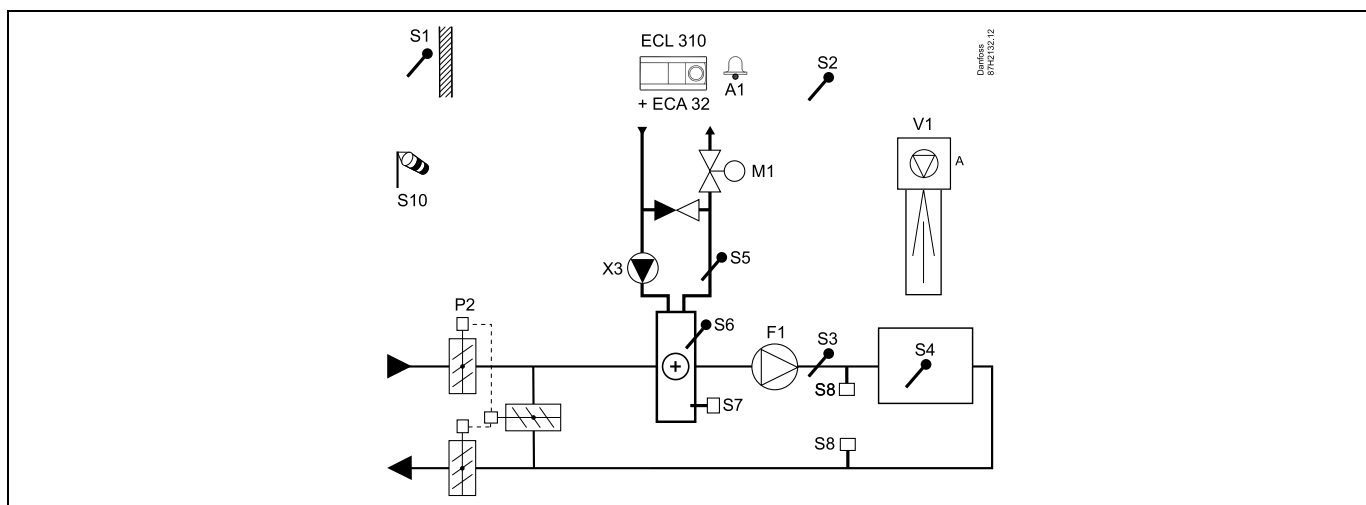 S1
ECL 310
A1
+ ECA 32
S2
Danfoss
87H2132.12
V1
A
S10
M1
X3
S5
P2
S6
F1
S3
S4
S8
S7
S8